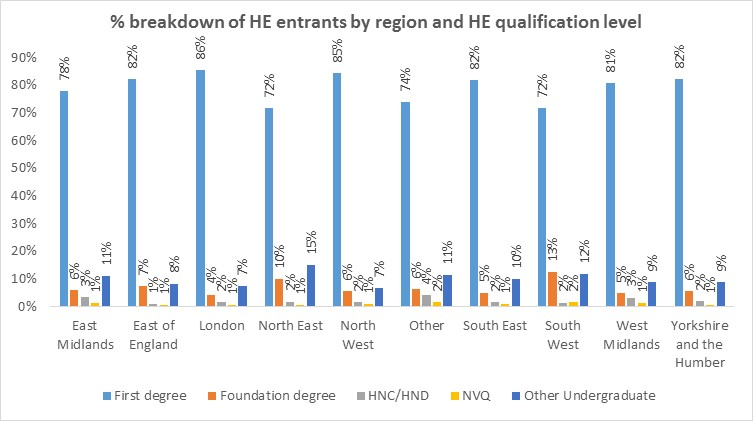 % breakdown of HE entrants by region and HE qualification level
90%
80%
70%
60%
50%
40%
30%
20%
10%
0%
78%
6%
3%
1%
11%
82%
7%
1%
1%
8%
86%
4%
2%
1%
7%
72%
10%
2%
1%
15%
85%
6%
2%
1%
7%
74%
6%
4%
2%
11%
82%
5%
2%
1%
10%
72%
13%
2%
2%
12%
81%
5%
3%
1%
9%
82%
6%
2%
1%
9%
East
Midlands
East of
England
London
North East
North
West
Other
South East
South
West
West
Midlands
Yorkshire
and the
Humber
First degree
Foundation degree
HNC/HND
NVQ
Other Undergraduate